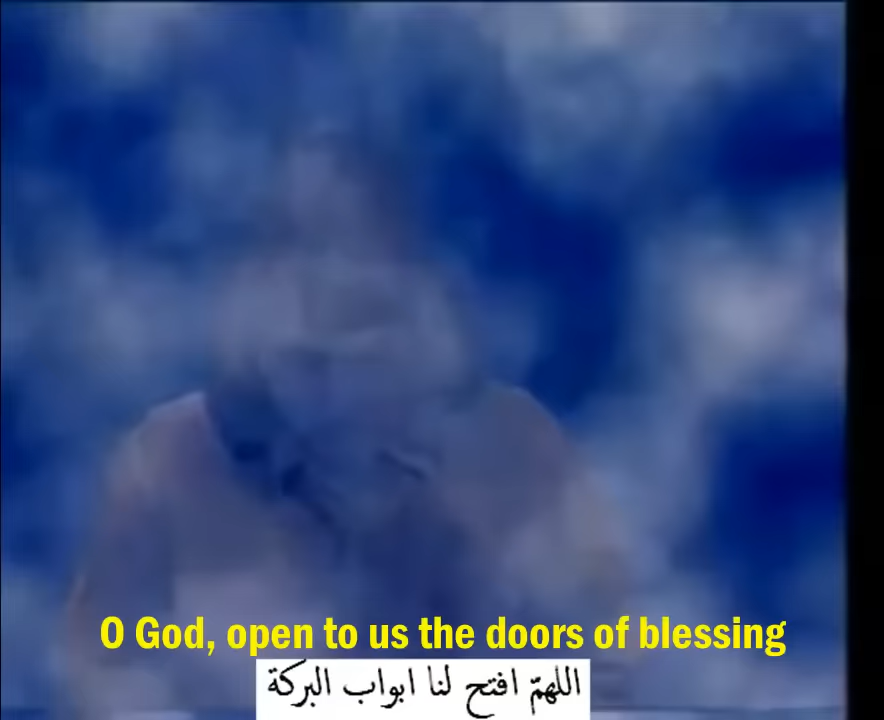 O God, open to us the doors of blessing
اللهمّ افتح لنا ابواب البركة